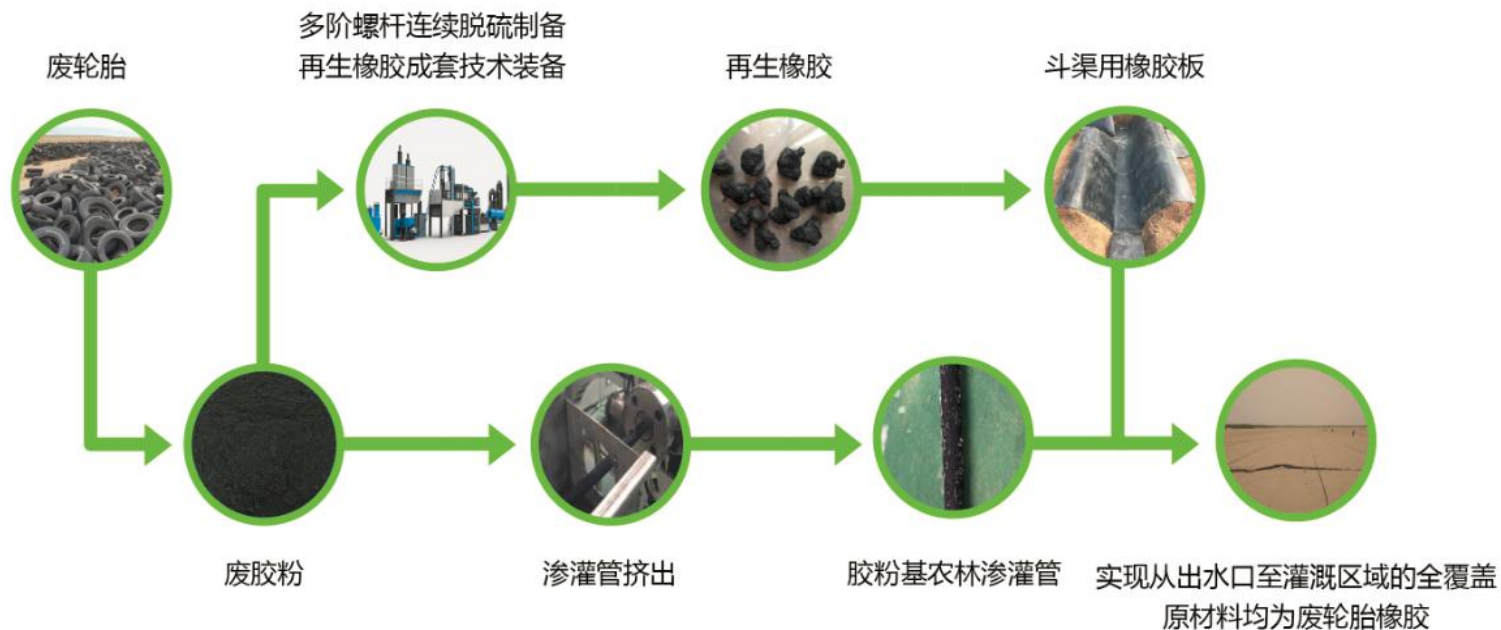 多阶螺杆连续脱硫制备
废轮胎
再生橡胶成套技术装备
再生橡胶
斗渠用橡胶板
废胶粉
渗灌管挤出
胶粉基农林渗灌管
实现从出水口至灌溉区域的全覆盖
原材料均为废轮胎橡胶